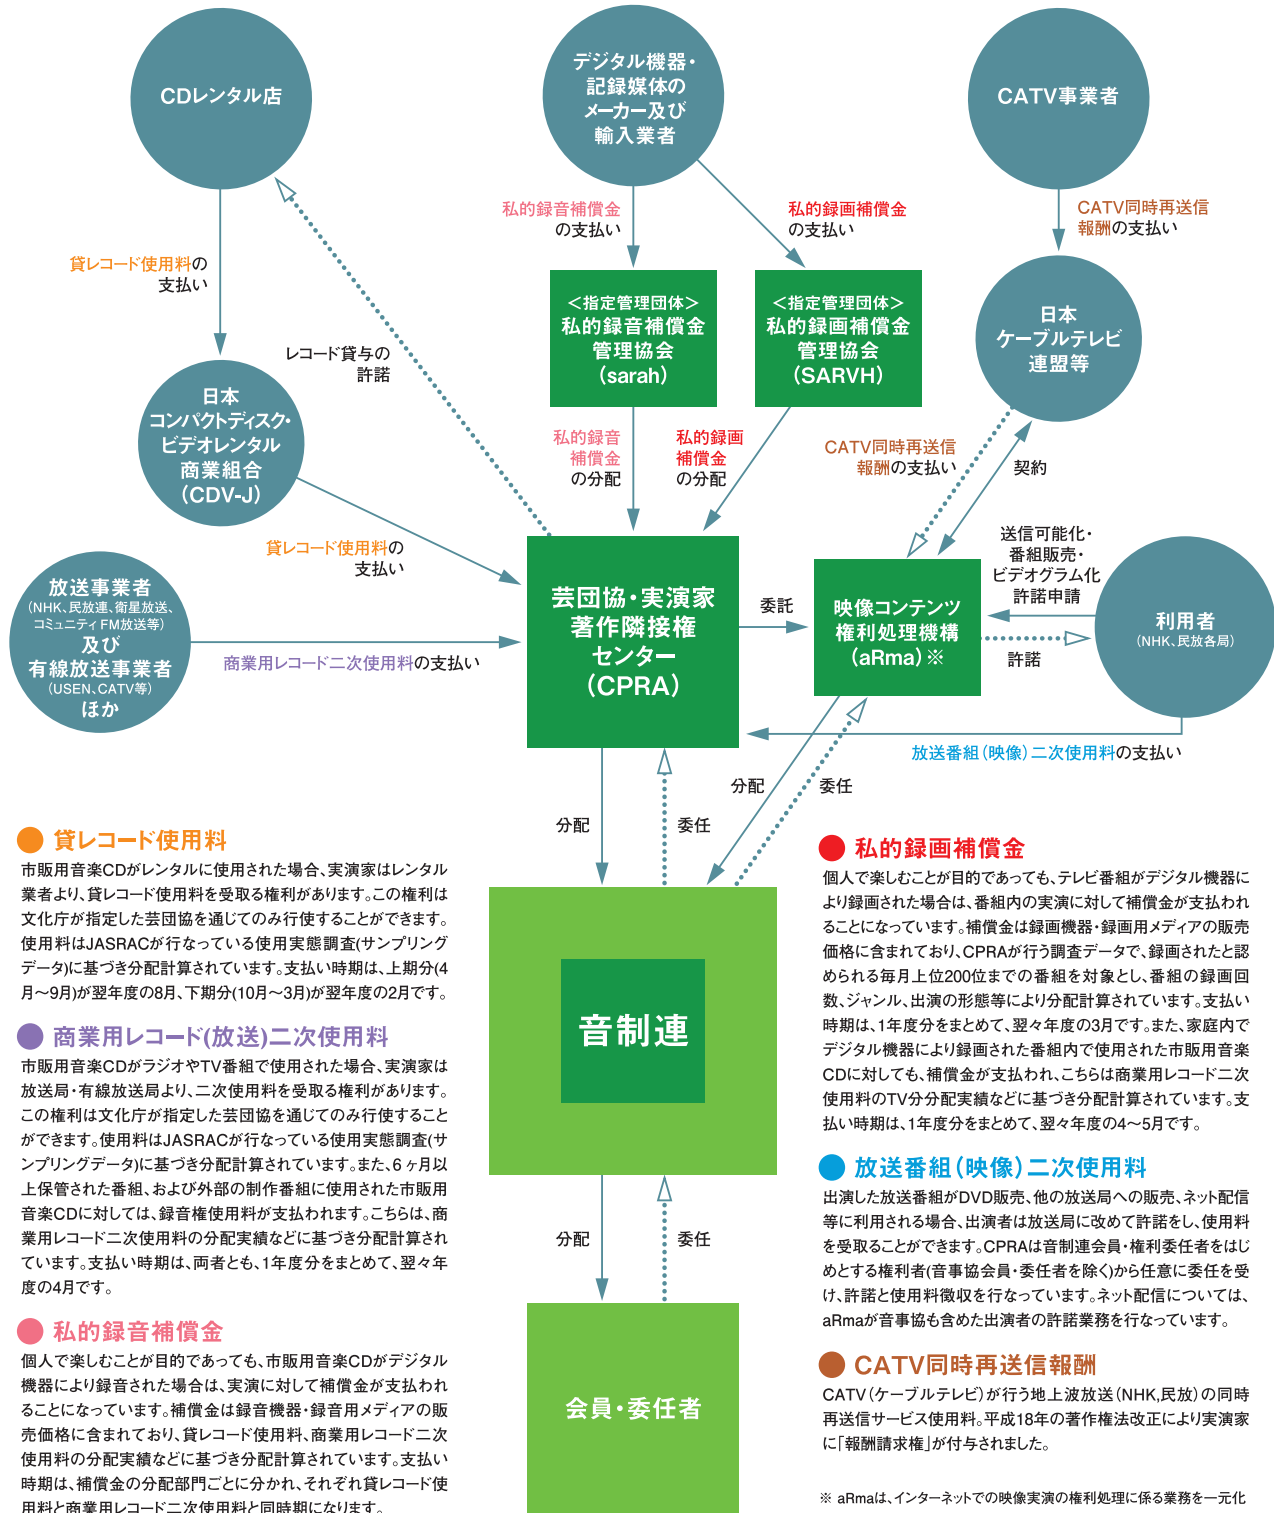 CDレンタル店
デジタル機器・
記録媒体の
メーカー及び
輸入業者
CATV事業者
私的録音補償金
の支払い
私的録画補償金
の支払い
CATV同時再送信
報酬の支払い
貸レコード使用料の
支払い
レコード貸与の
許諾
＜指定管理団体＞
私的録音補償金
管理協会
（sarah）
＜指定管理団体＞
私的録画補償金
管理協会
（SARVH）
日本
ケーブルテレビ
連盟等
日本
コンパクトディスク・
ビデオレンタル
商業組合
（CDV-J）
私的録音
補償金
の分配
私的録画
補償金
の分配
CATV同時再送信
報酬の支払い
契約
貸レコード使用料の
支払い
送信可能化・
番組販売・
ビデオグラム化
許諾申請
放送事業者
（NHK、民放連、衛星放送、
コミュニティFM放送等）
及び
有線放送事業者
（USEN、CATV等）
ほか
商業用レコード二次使用料の支払い
芸団協・実演家
著作隣接権
センター
（CPRA）
委託
映像コンテンツ
権利処理機構
（aRma）※
許諾
利用者
（NHK、民放各局）
放送番組（映像）二次使用料の支払い
分配
委任
分配
委任
音制連
分配
委任
会員・委任者
貸レコード使用料
市販用音楽CDがレンタルに使用された場合、実演家はレンタル
業者より、貸レコード使用料を受取る権利があります。この権利は
文化庁が指定した芸団協を通じてのみ行使することができます。
使用料はJASRACが行なっている使用実態調査(サンプリング
データ)に基づき分配計算されています。支払い時期は、上期分(4
月〜9月)が翌年度の8月、下期分(10月〜3月)が翌年度の2月です。
商業用レコード(放送)二次使用料
市販用音楽CDがラジオやTV番組で使用された場合、実演家は
放送局・有線放送局より、二次使用料を受取る権利があります。
この権利は文化庁が指定した芸団協を通じてのみ行使すること
ができます。使用料はJASRACが行なっている使用実態調査(サ
ンプリングデータ)に基づき分配計算されています。また、6ヶ月以
上保管された番組、および外部の制作番組に使用された市販用
音楽CDに対しては、録音権使用料が支払われます。こちらは、商
業用レコード二次使用料の分配実績などに基づき分配計算され
ています。支払い時期は、両者とも、1年度分をまとめて、翌々年
度の4月です。
私的録音補償金
個人で楽しむことが目的であっても、市販用音楽CDがデジタル
機器により録音された場合は、実演に対して補償金が支払われ
ることになっています。補償金は録音機器・録音用メディアの販
売価格に含まれており、貸レコード使用料、商業用レコード二次
使用料の分配実績などに基づき分配計算されています。支払い
時期は、補償金の分配部門ごとに分かれ、それぞれ貸レコード使
用料と商業用レコード二次使用料と同時期になります。
私的録画補償金
個人で楽しむことが目的であっても、テレビ番組がデジタル機器に
より録画された場合は、番組内の実演に対して補償金が支払われ
ることになっています。補償金は録画機器・録画用メディアの販売
価格に含まれており、CPRAが行う調査データで、録画されたと認
められる毎月上位200位までの番組を対象とし、番組の録画回
数、ジャンル、出演の形態等により分配計算されています。支払い
時期は、1年度分をまとめて、翌々年度の3月です。また、家庭内で
デジタル機器により録画された番組内で使用された市販用音楽
CDに対しても、補償金が支払われ、こちらは商業用レコード二次
使用料のTV分分配実績などに基づき分配計算されています。支
払い時期は、1年度分をまとめて、翌々年度の4〜5月です。
放送番組（映像）二次使用料
出演した放送番組がDVD販売、他の放送局への販売、ネット配信
等に利用される場合、出演者は放送局に改めて許諾をし、使用料
を受取ることができます。CPRAは音制連会員・権利委任者をはじ
めとする権利者(音事協会員・委任者を除く)から任意に委任を受
け、許諾と使用料徴収を行なっています。ネット配信については、
aRmaが音事協も含めた出演者の許諾業務を行なっています。
CATV同時再送信報酬
CATV（ケーブルテレビ）が行う地上波放送（NHK,民放）の同時
再送信サービス使用料。平成18年の著作権法改正により実演家
に「報酬請求権」が付与されました。
※ aRmaは、インターネットでの映像実演の権利処理に係る業務を一元化